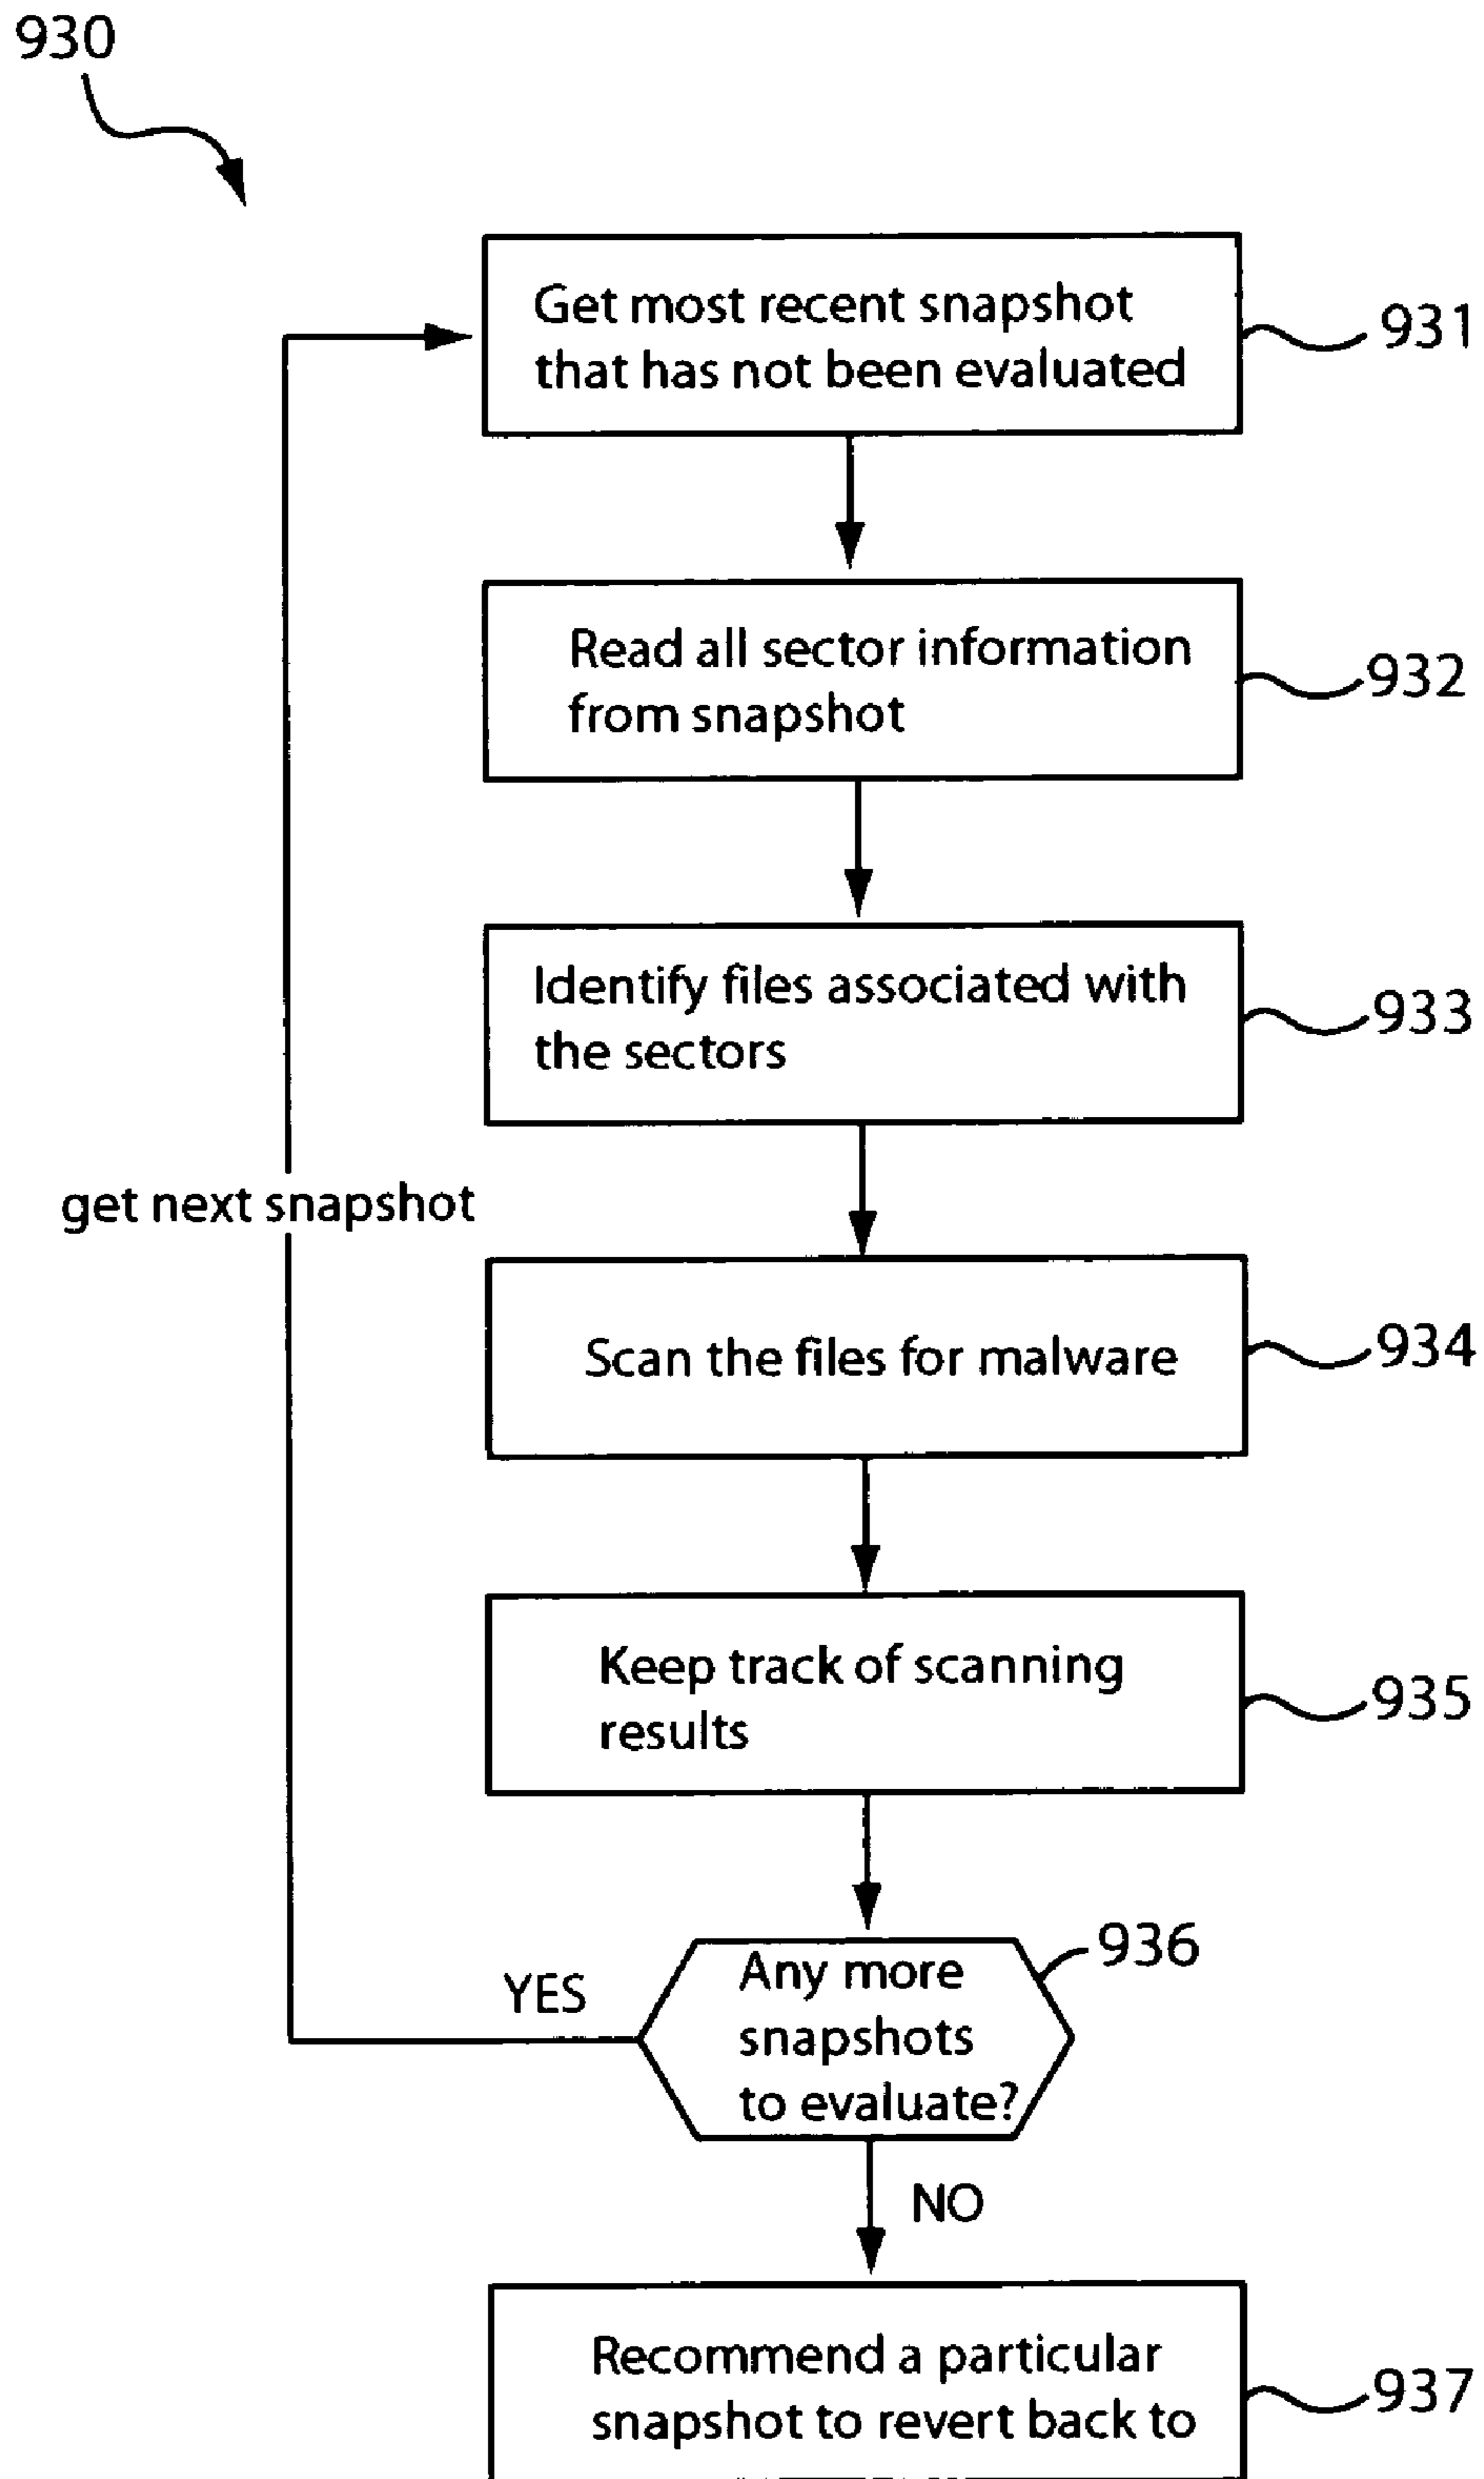 930
Get most recent snapshot
that has not been evaluated
931
Read all sector information
from snapshot
932
Identify files associated with
the sectors
933
get next snapshot
Scan the files for malware
934
Keep track of scanning
results
935
936
YES
Any more
snapshots
to evaluate?
NO
Recommend a particular
snapshot to revert back to
937